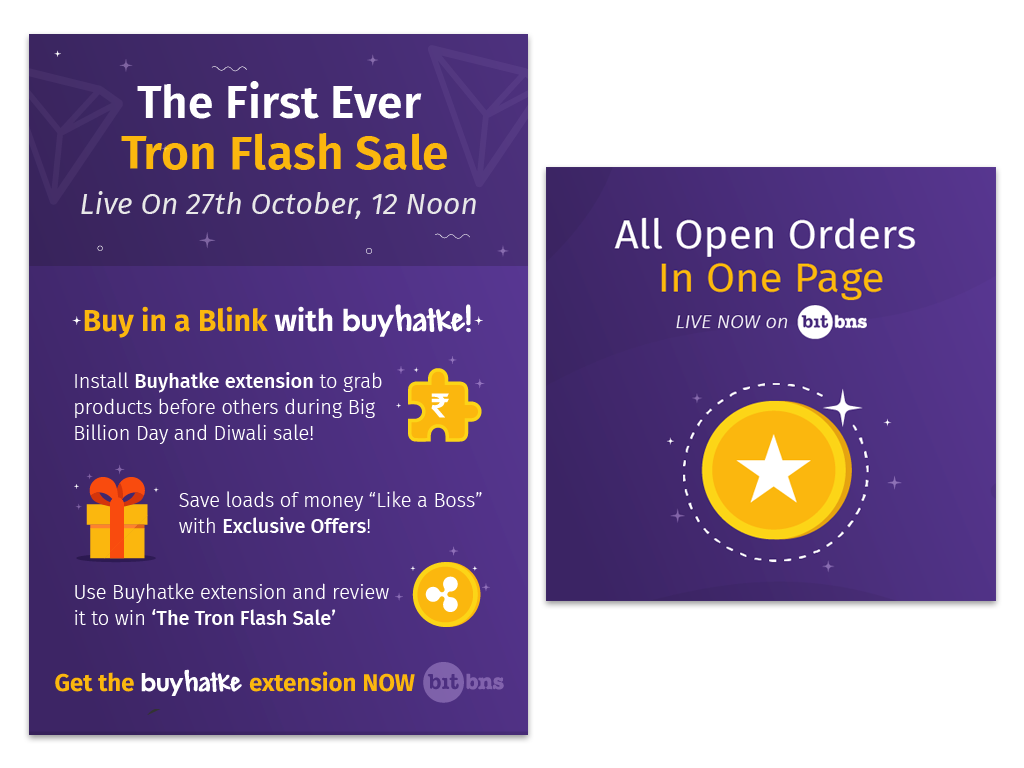 The First Ever
Tron Flash Sale
Live On 27th October, 12 Noon
Buy in a Blink with buyhatke!
Install Buyhatke extension to grab
products before others during Big
Billion Day and Diwali sale!
₹
Save loads of money “Like a Boss”
with Exclusive Offers!
Use Buyhatke extension and review
it to win ‘The Tron Flash Sale’
Get the buyhatke extension NOW bitbns
All Open Orders
In One Page
LIVE NOW on bitbns